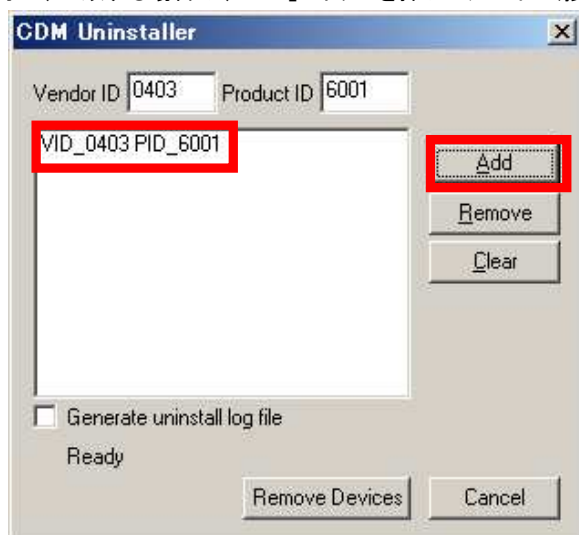 CDM Uninstaller
Vendor ID 0403 Product ID 6001
VID_0403 PID_6001
Add
Remove
Clear
Generate uninstall log file
Ready
Remove Devices Cancel